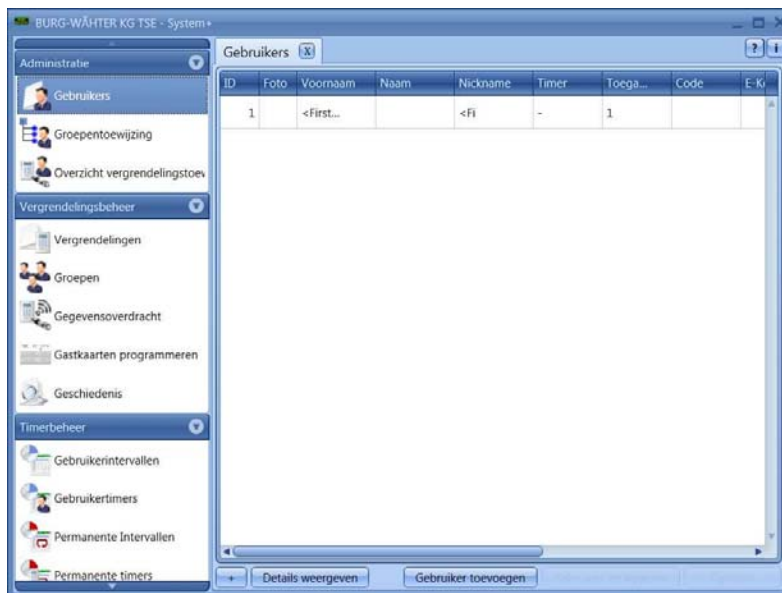 BURG-WÄHTER KG TSE - System+
Administratie
Gebruikers
Groepentoewijzing
Overzicht vergrendelingstoev
Vergrendelingsbeheer
Vergrendelingen
Groepen
Gegevensoverdracht
Gastkaarten programmeren
Geschiedenis
Timerbeheer
Gebruikerintervallen
Gebruikertimers
Permanente Intervallen
Permanente timers
Gebruikers X ? i
ID Foto Voornaam Naam Nickname Timer Toega... Code E-K
1 <First... <Fi - 1
+ Details weergeven Gebruiker toevoegen